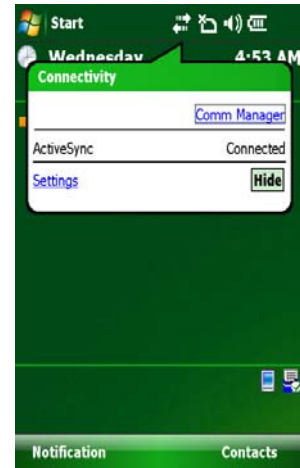 Start
Wednesday 4:53 AM
Connectivity
Comm Manager
ActiveSync Connected
Settings Hide
Notification Contacts